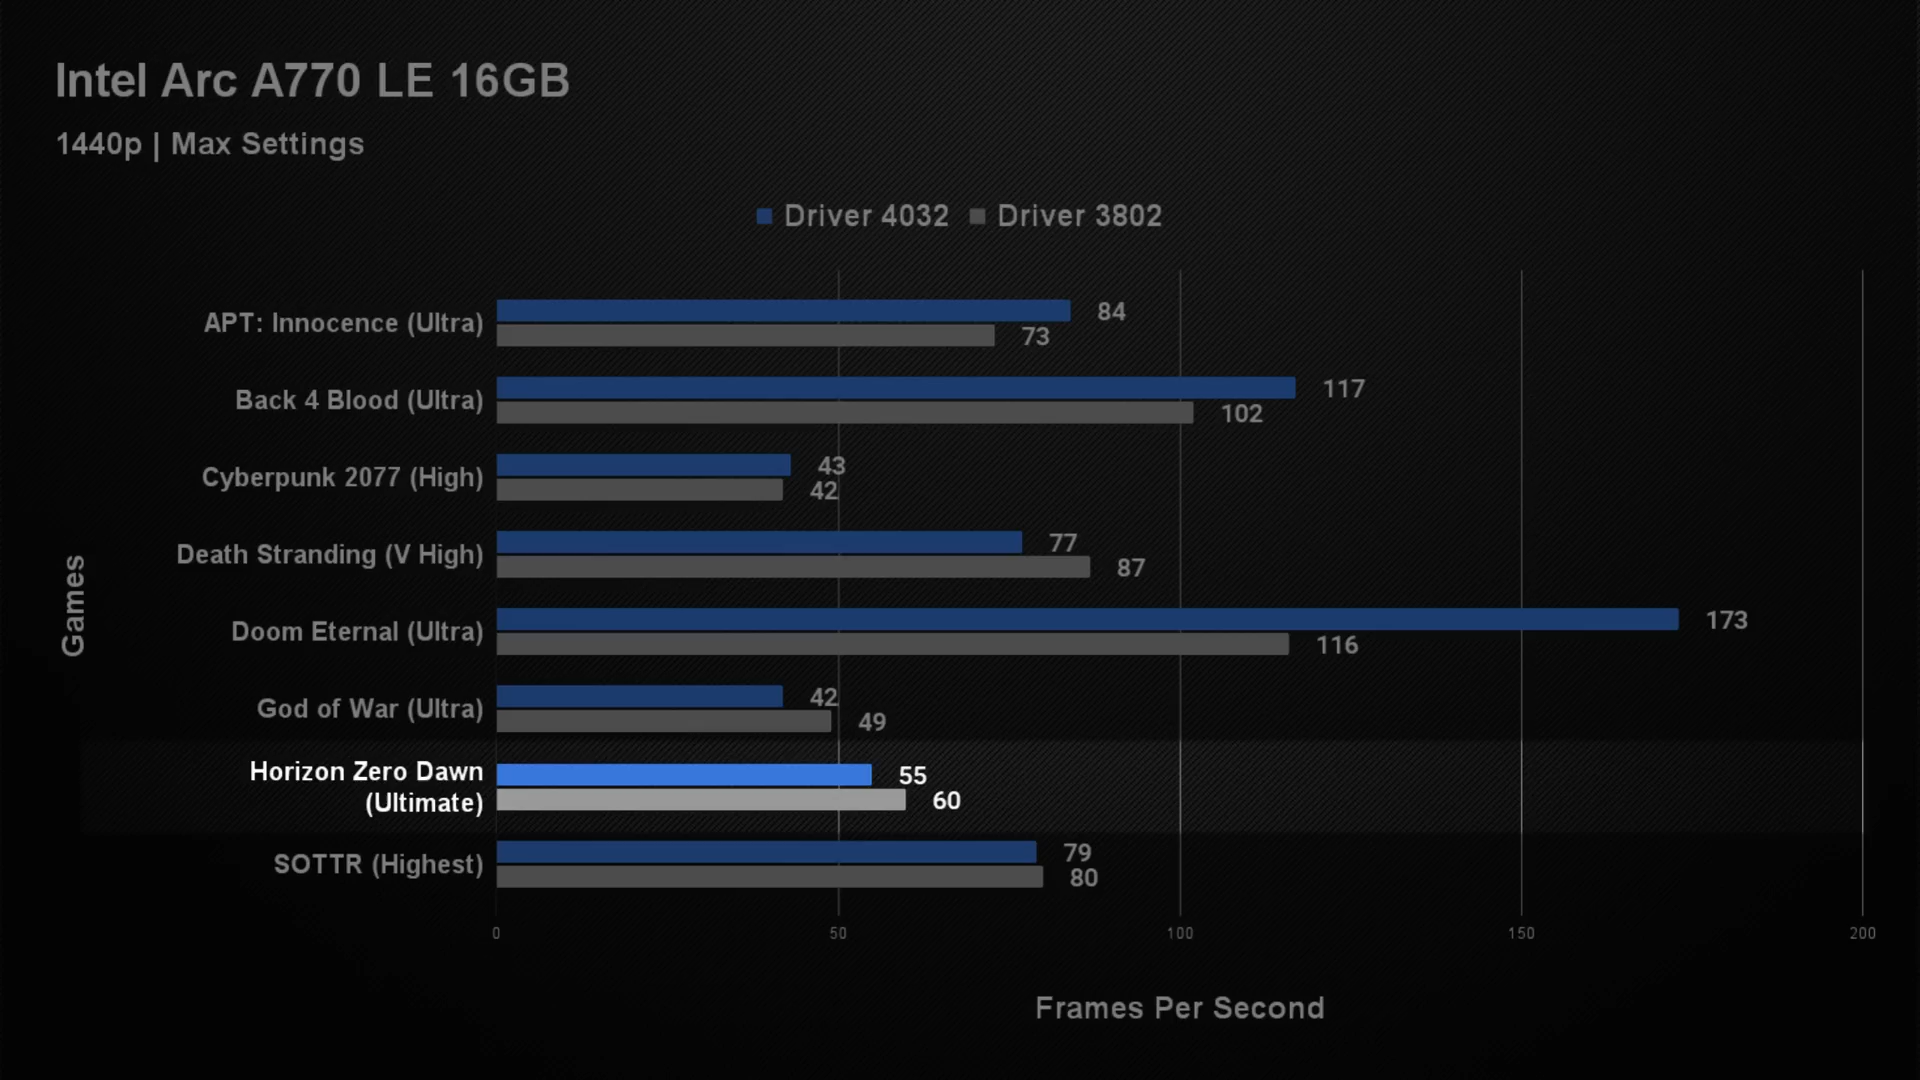 Intel Arc A770 LE 16GB
1440p | Max Settings
Driver 4032 Driver 3802
Games
APT: Innocence (Ultra) 84
73
Back 4 Blood (Ultra) 117
102
Cyberpunk 2077 (High) 43
42
Death Stranding (V High) 77
87
Doom Eternal (Ultra) 173
116
God of War (Ultra) 42
49
Horizon Zero Dawn 55
(Ultimate) 60
SOTTR (Highest) 79
80
0 50 100 150 200
Frames Per Second